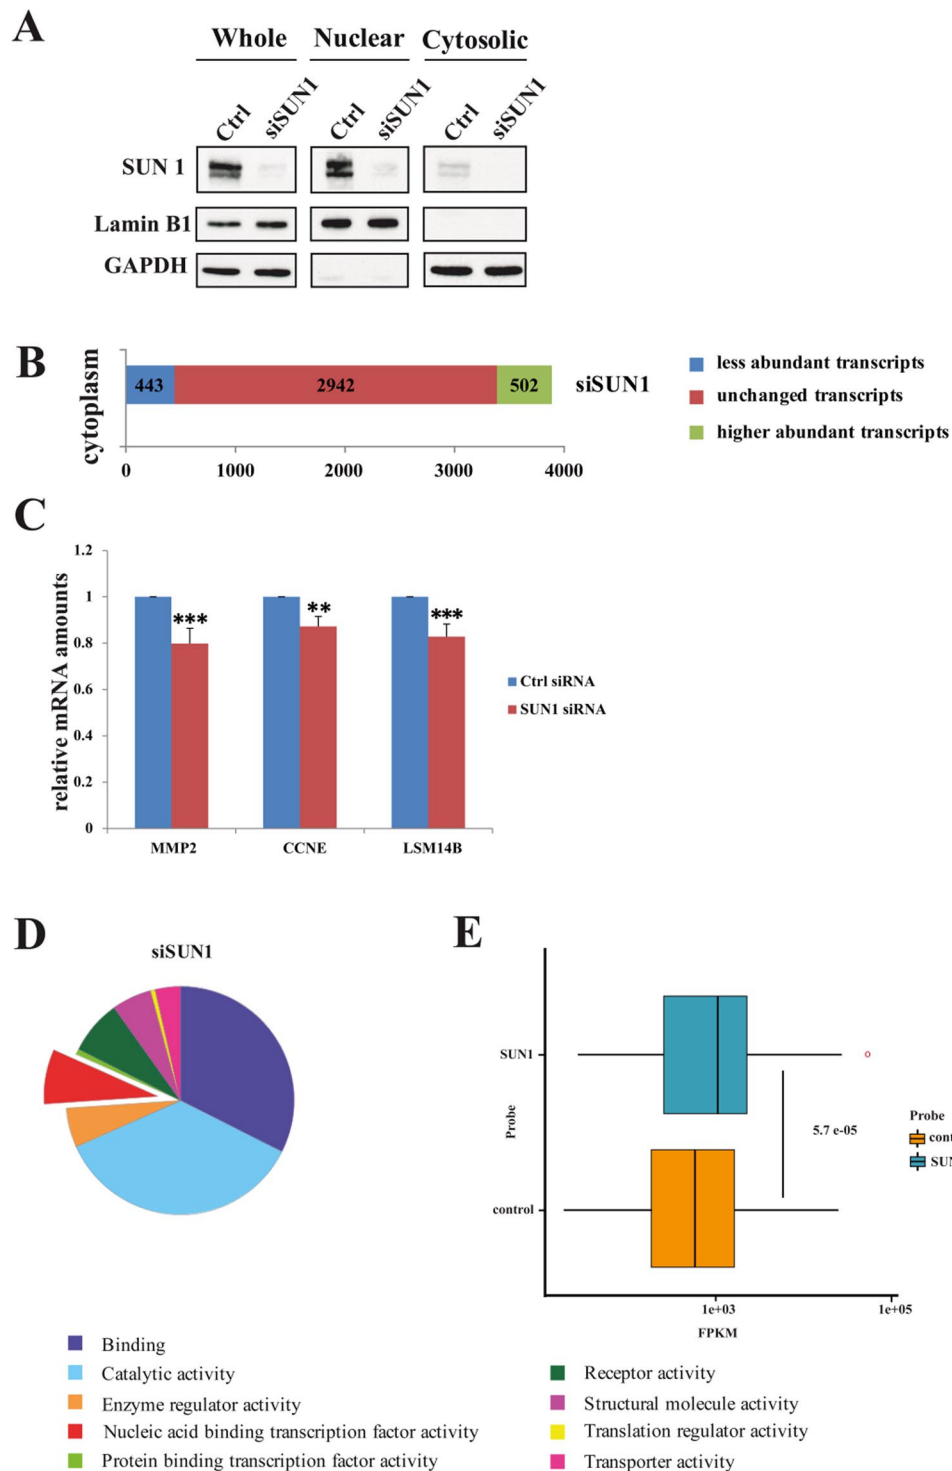 A
Whole Nuclear Cytosolic
Ctrl siSUN1 Ctrl siSUN1 Ctrl siSUN1
SUN 1
Lamin B1
GAPDH
B
cytoplasm
443 2942 502
siSUN1
0 1000 2000 3000 4000
less abundant transcripts
unchanged transcripts
higher abundant transcripts
C
relative mRNA amounts
1.2
1
0.8
0.6
0.4
0.2
0
*** ** ***
MMP2 CCNE LSM14B
Ctrl siRNA
SUN1 siRNA
D
siSUN1
E
Probe
SUN1
control
5.7 e-05
1e+03 1e+05
FPKM
Probe
cont
SUN
Binding
Catalytic activity
Enzyme regulator activity
Nucleic acid binding transcription factor activity
Protein binding transcription factor activity
Receptor activity
Structural molecule activity
Translation regulator activity
Transporter activity